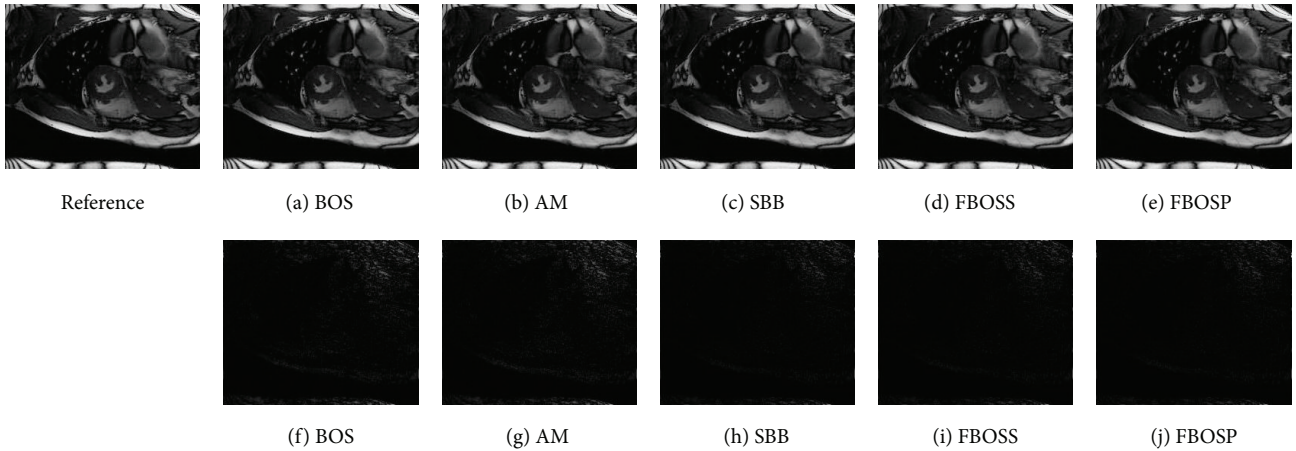 Reference (a) BOS (b) AM (c) SBB (d) FBOSS (e) FBOSP
(f) BOS (g) AM (h) SBB (i) FBOSS (j) FBOSP